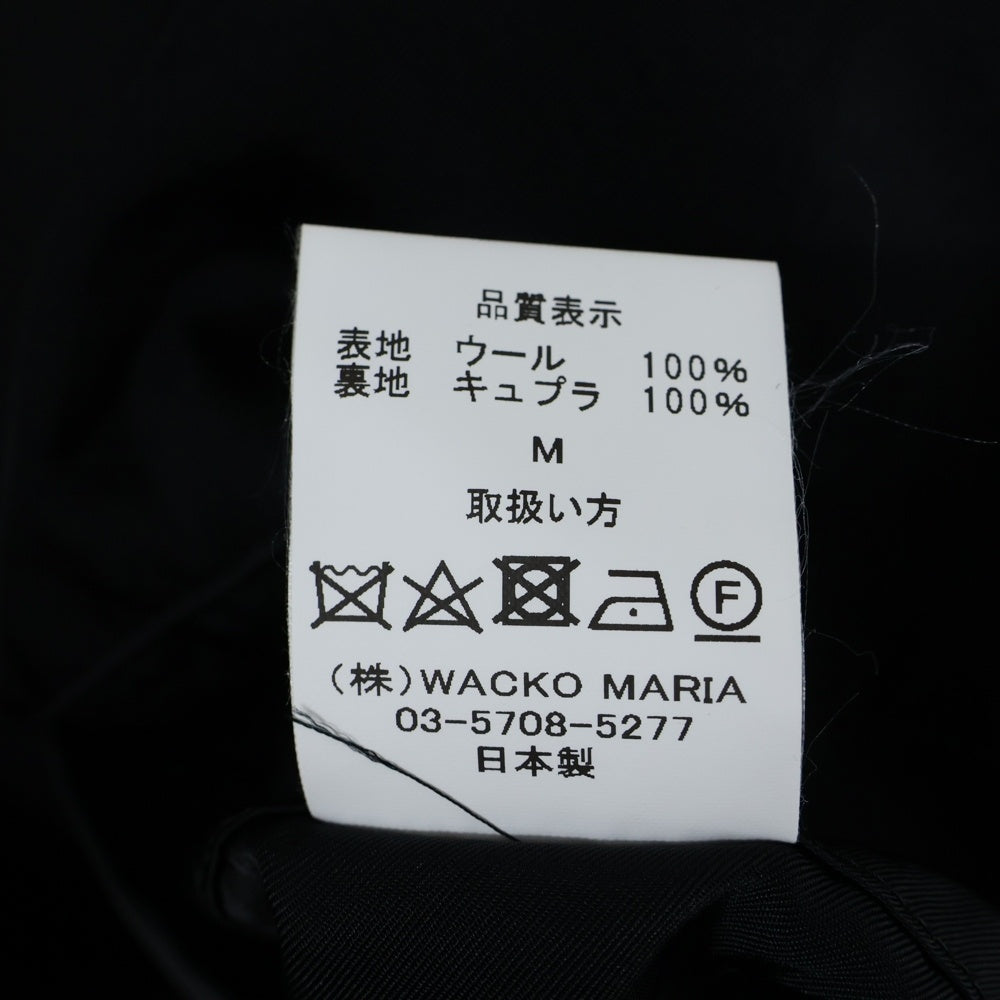 品質表示
表地 ウール 100%
裏地 キュプラ 100%
M
取扱い方
F
(株)WACKO MARIA
03-5708-5277
日本製